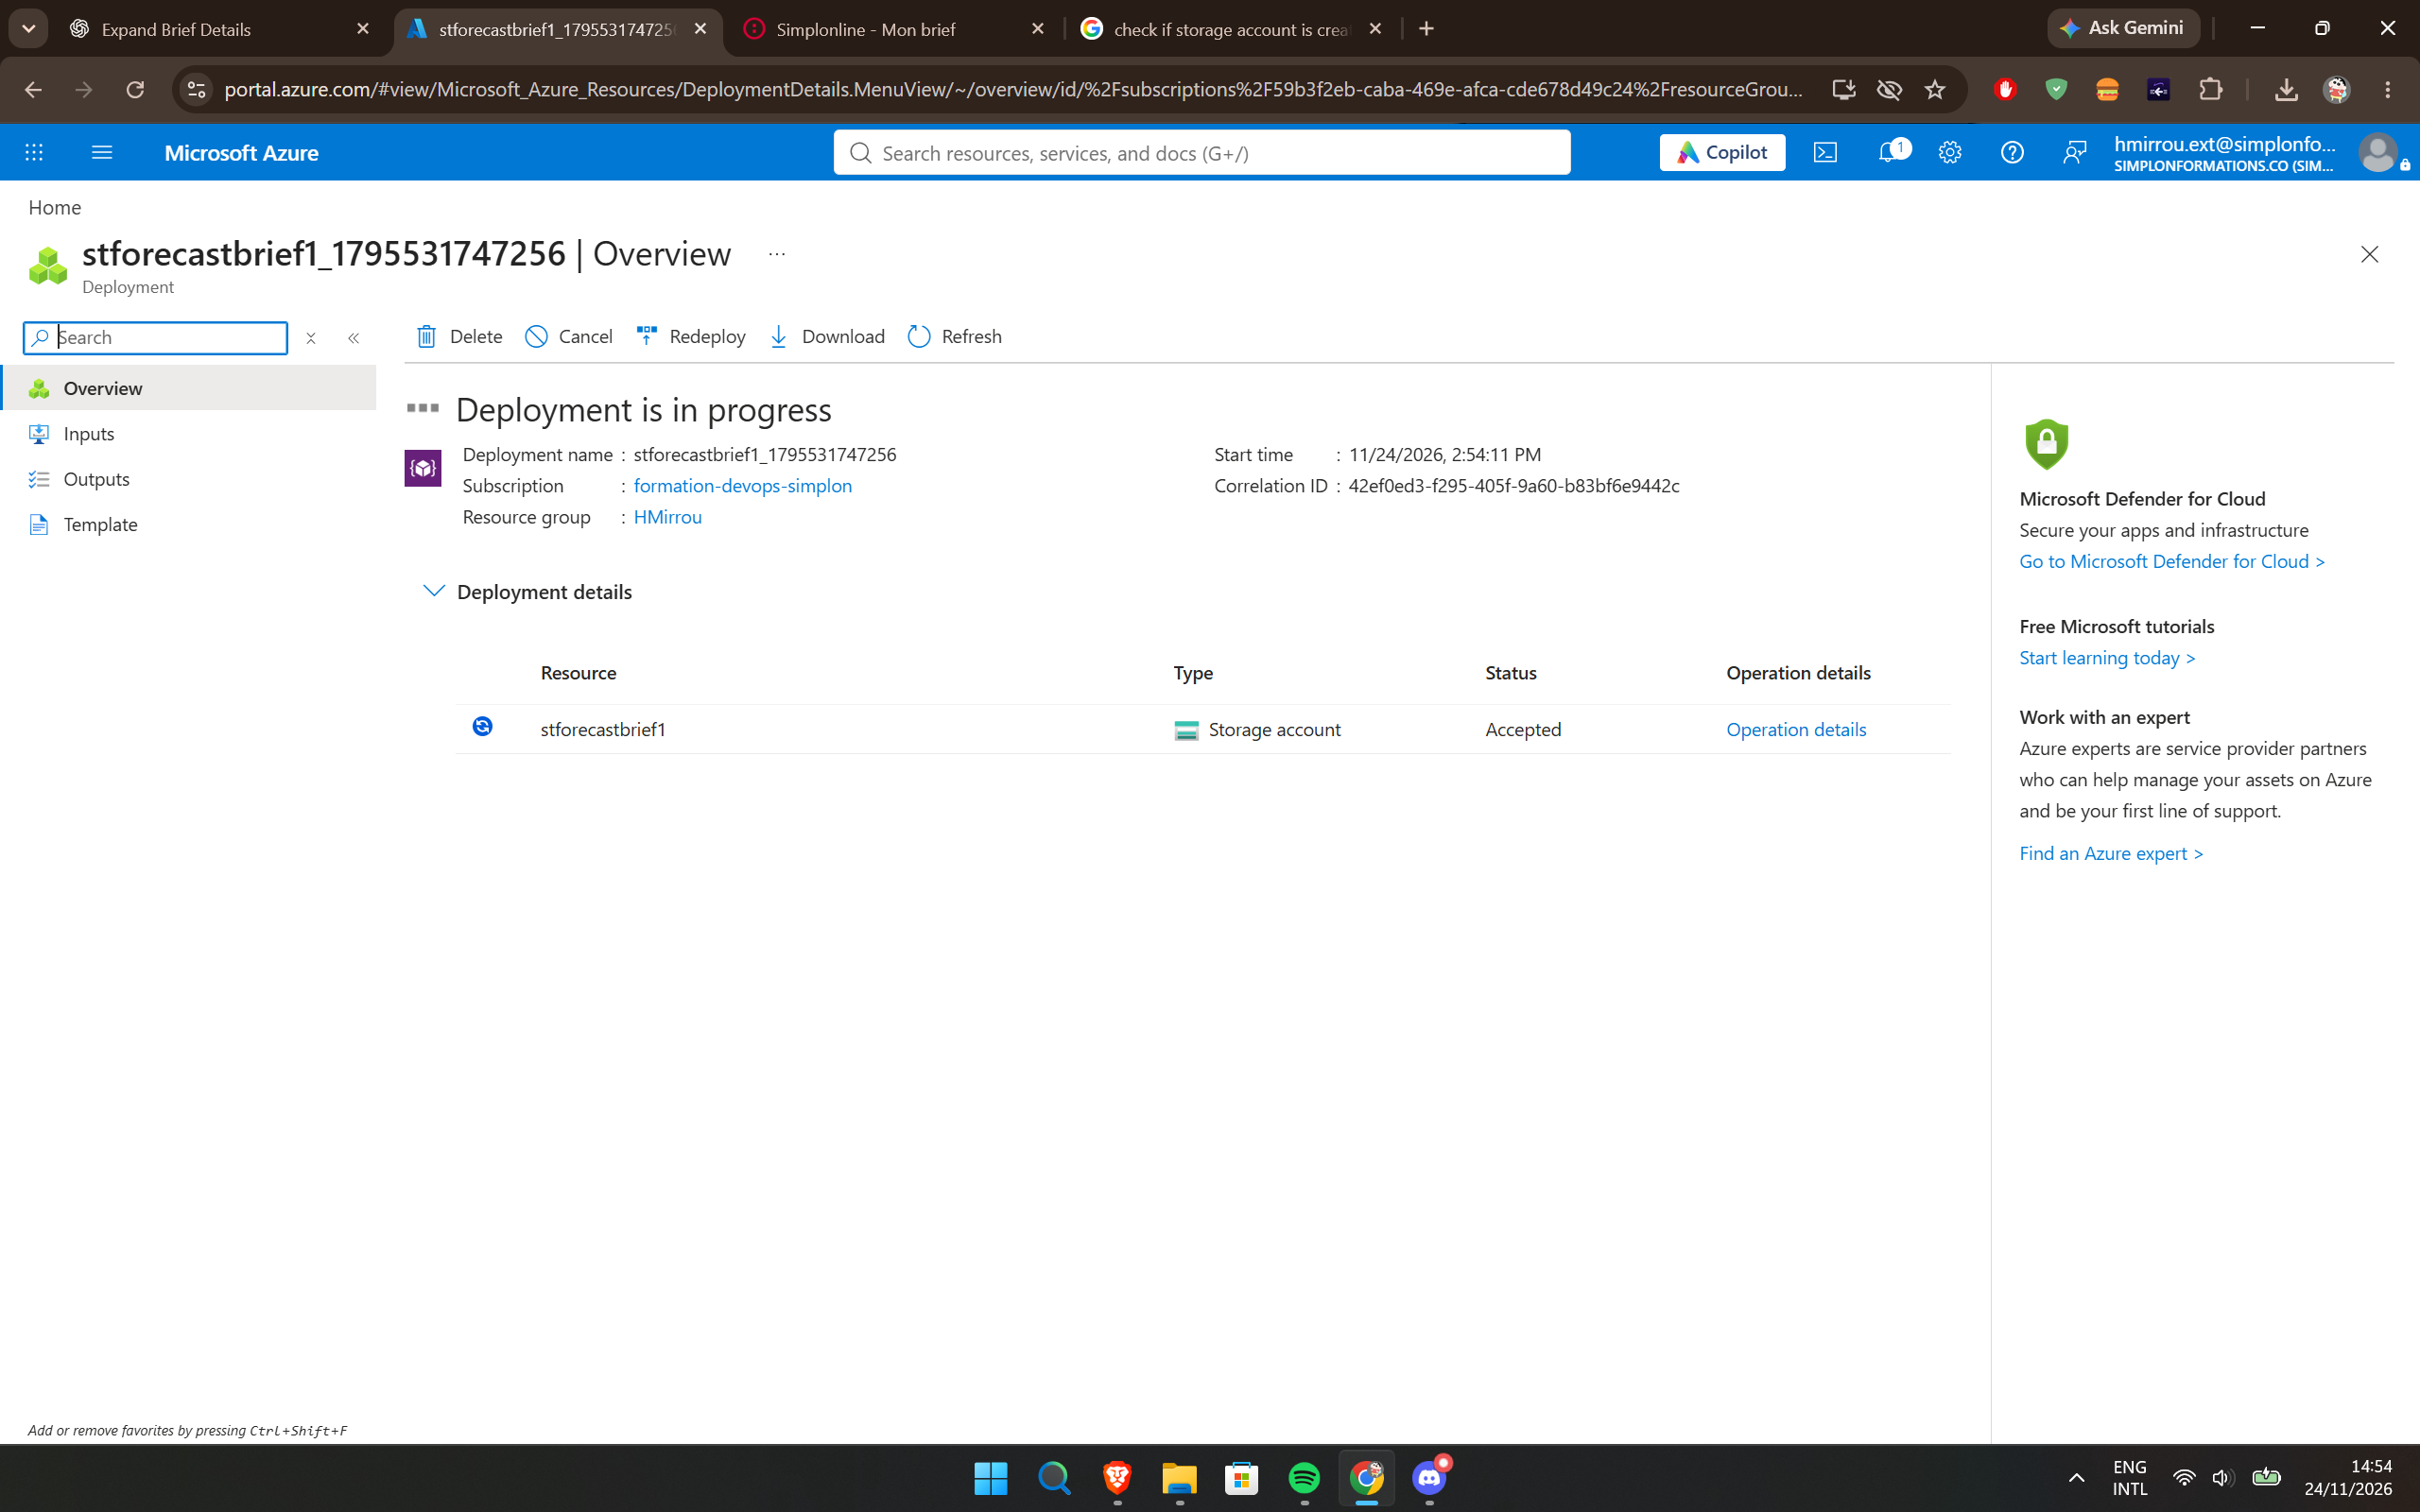 Expand Brief Details
stforecastbrief1_1795531747256
Simplonline - Mon brief
check if storage account is crea
Ask Gemini
portal.azure.com/#view/Microsoft_Azure_Resources/DeploymentDetails.MenuView/~/overview/id/%2Fsubscriptions%2F59b3f2eb-caba-469e-afca-cde678d49c24%2FresourceGrou...
Microsoft Azure
Search resources, services, and docs (G+/)
Copilot
1
hmirrou.ext@simplonfo...
SIMPLONFORMATIONS.CO (SIM...
Home
stforecastbrief1_1795531747256 | Overview ...
Deployment
Search
Delete
Cancel
Redeploy
Download
Refresh
Overview
Inputs
Outputs
Template
Deployment is in progress
Deployment name : stforecastbrief1_1795531747256
Subscription : formation-devops-simplon
Resource group : HMirrou
Start time : 11/24/2026, 2:54:11 PM
Correlation ID : 42ef0ed3-f295-405f-9a60-b83bf6e9442c
Deployment details
Resource Type Status Operation details
stforecastbrief1 Storage account Accepted Operation details
Microsoft Defender for Cloud
Secure your apps and infrastructure
Go to Microsoft Defender for Cloud >
Free Microsoft tutorials
Start learning today >
Work with an expert
Azure experts are service provider partners
who can help manage your assets on Azure
and be your first line of support.
Find an Azure expert >
Add or remove favorites by pressing Ctrl+Shift+F
ENG
INTL
14:54
24/11/2026